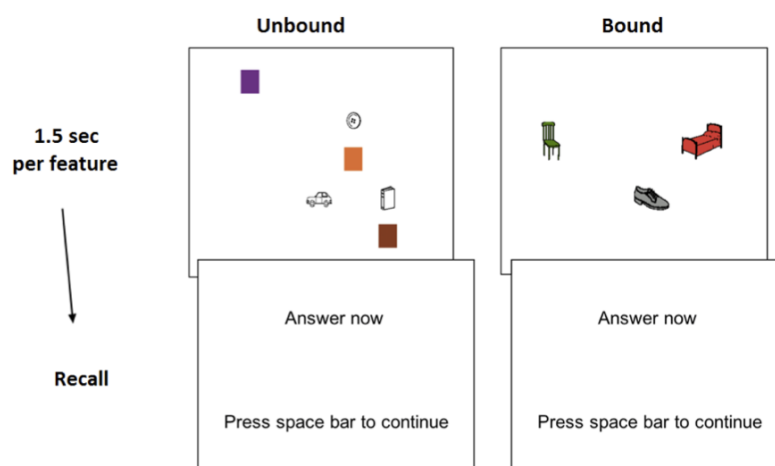 Unbound
Bound
1.5 sec
per feature
Answer now
Answer now
Recall
Press space bar to continue
Press space bar to continue